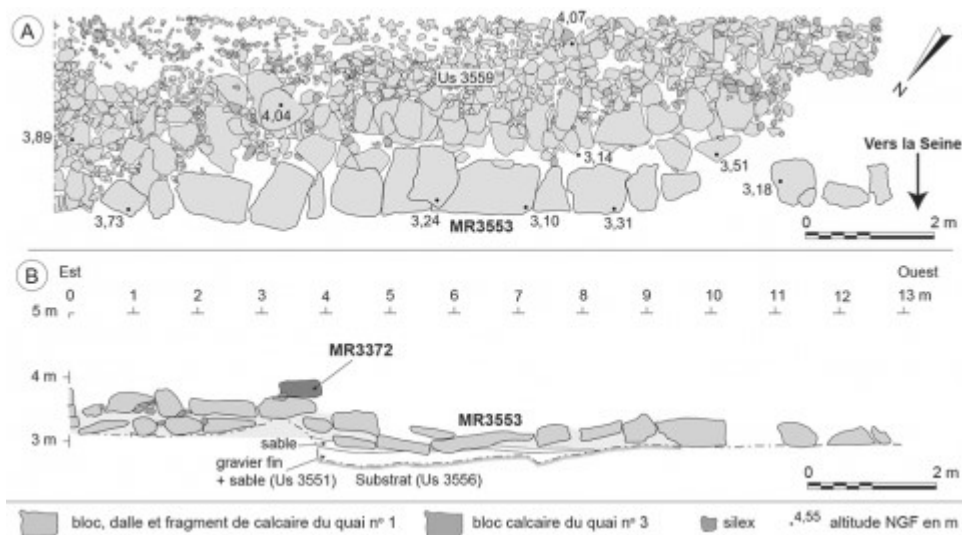 A
4,07
Us 3559
N
3,89
4,04
Vers la Seine
3,14
3,51
3,18
3,73
3,24
3,10
3,31
MR3553
0 2 m
B
Est Ouest
0 1 2 3 4 5 6 7 8 9 10 11 12 13 m
5 m
MR3372
4 m
MR3553
3 m
sable
gravier fin
+ sable (Us 3551) Substrat (Us 3556)
0 2 m
bloc, dalle et fragment de calcaire du quai nº 1 bloc calcaire du quai nº 3 silex 4,55 altitude NGF en m